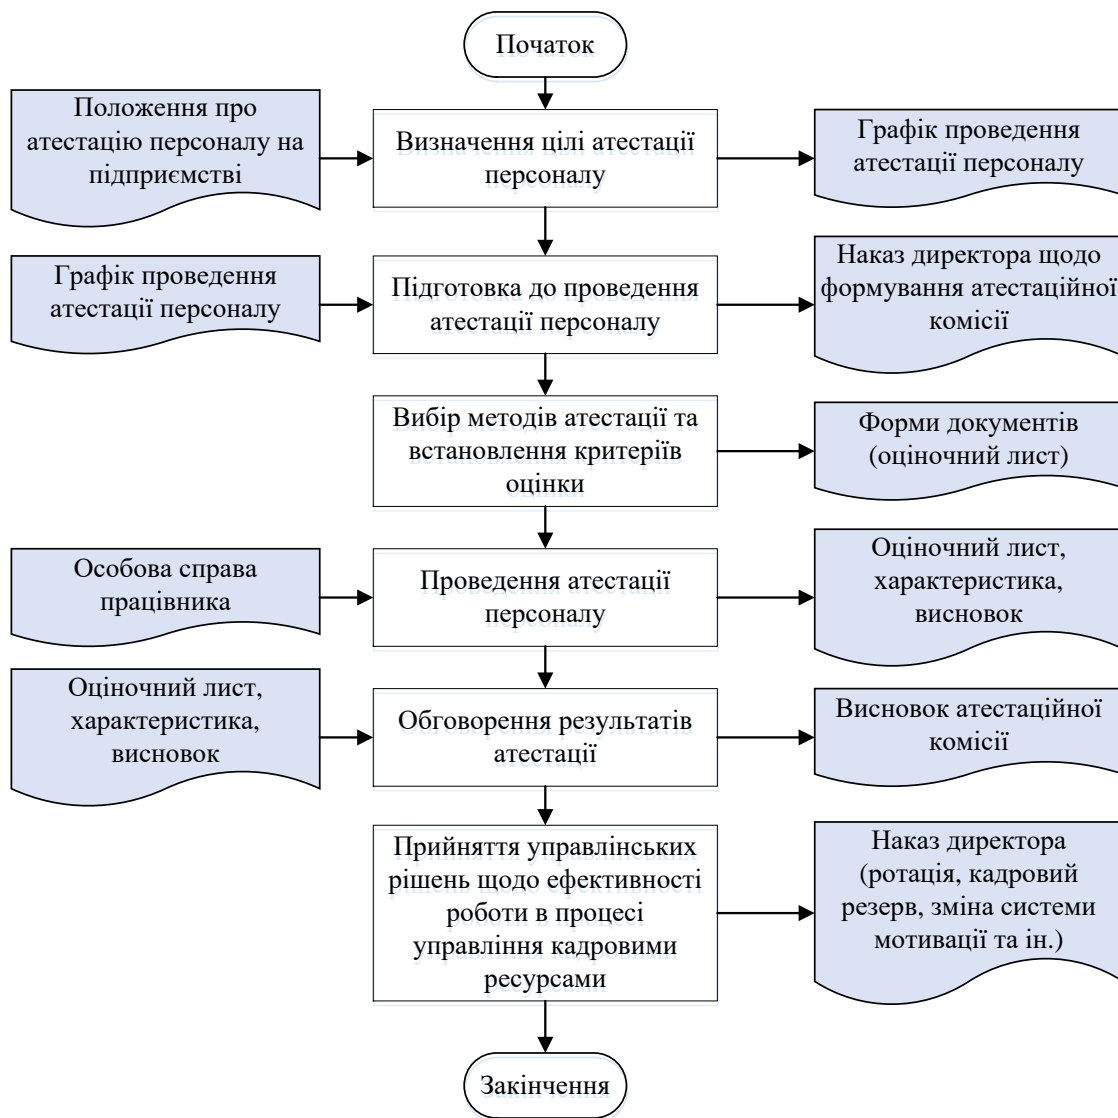 Початок
Положення про
атестацію персоналу на
підприємстві
Визначення цілі атестації
персоналу
Графік проведення
атестації персоналу
Графік проведення
атестації персоналу
Підготовка до проведення
атестації персоналу
Наказ директора щодо
формування атестаційної
комісії
Вибір методів атестації та
встановлення критеріїв
оцінки
Форми документів
(оціночний лист)
Особова справа
працівника
Проведення атестації
персоналу
Оціночний лист,
характеристика,
висновок
Оціночний лист,
характеристика,
висновок
Обговорення результатів
атестації
Висновок атестаційної
комісії
Прийняття управлінських
рішень щодо ефективності
роботи в процесі
управління кадровими
ресурсами
Наказ директора
(ротація, кадровий
резерв, зміна системи
мотивації та ін.)
Закінчення